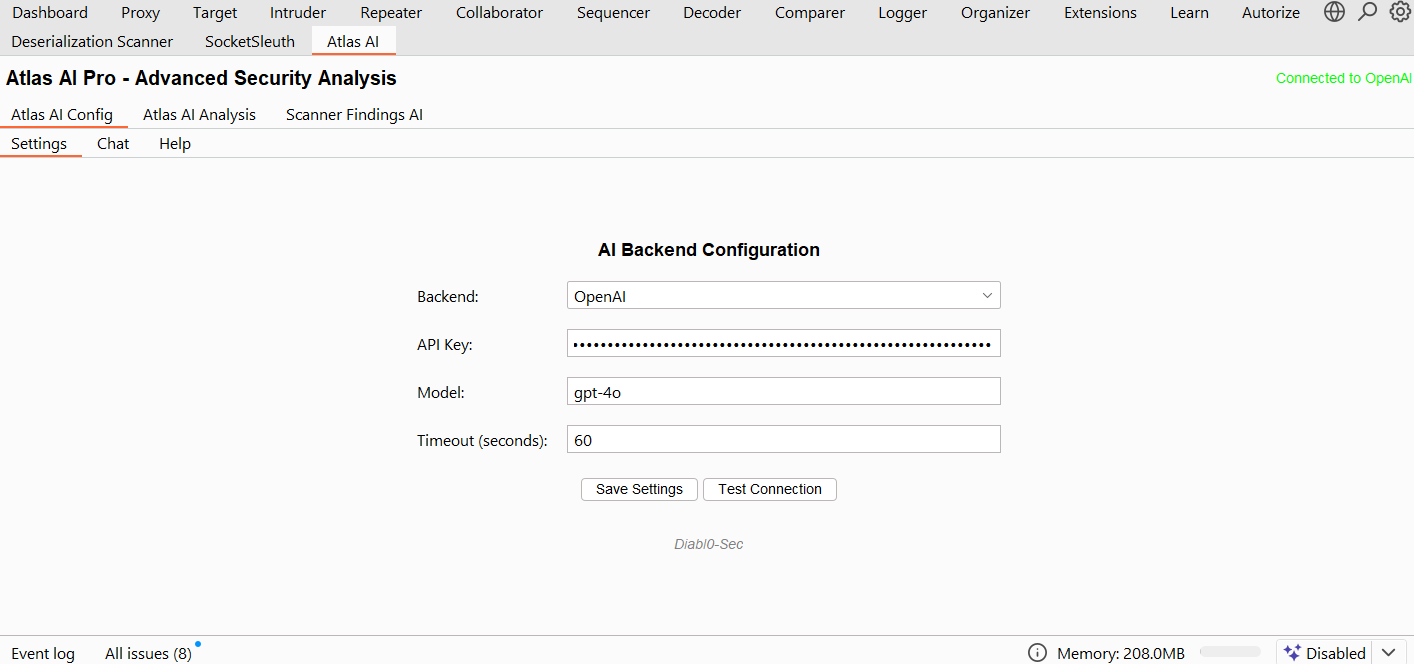 Dashboard Proxy Target Intruder Repeater Collaborator Sequencer Decoder Comparer Logger Organizer Extensions Learn Autorize
Deserialization Scanner SocketSleuth Atlas AI
Atlas AI Pro - Advanced Security Analysis Connected to OpenAI
Atlas AI Config Atlas AI Analysis Scanner Findings AI
Settings Chat Help
AI Backend Configuration
Backend: OpenAI
API Key:
Model: gpt-4o
Timeout (seconds): 60
Save Settings Test Connection
Diabl0-Sec
Event log All issues (8) Memory: 208.0MB Disabled